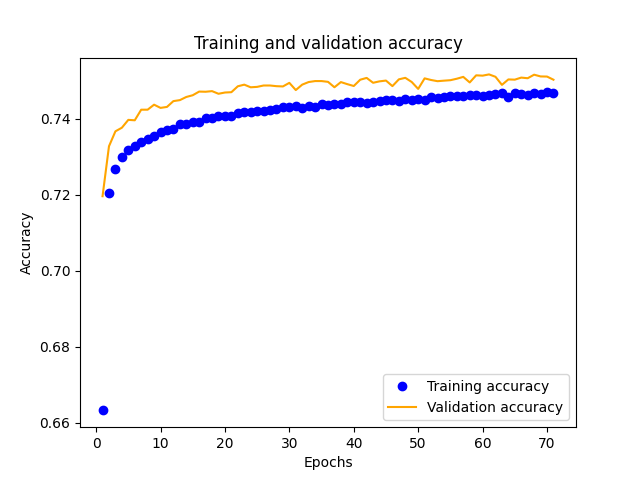 Training and validation accuracy
Accuracy
0.74
0.72
0.70
0.68
0.66
0 10 20 30 40 50 60 70
Epochs
Training accuracy
Validation accuracy